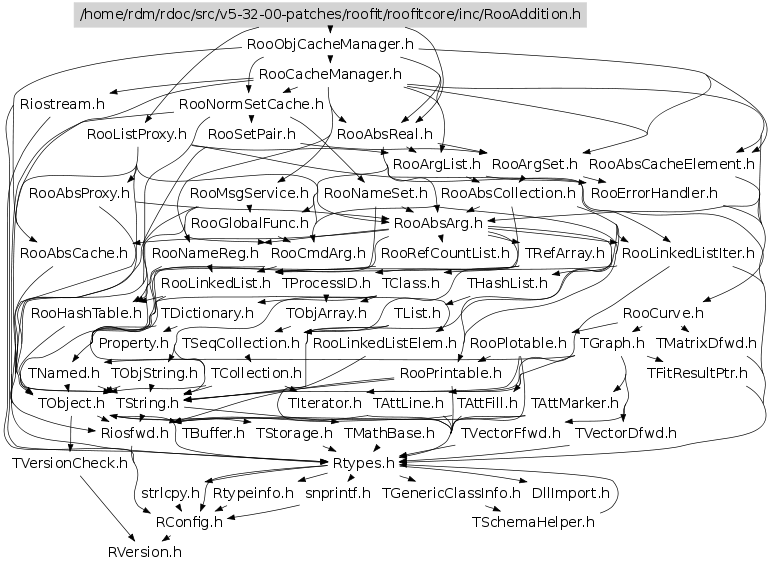 /home/rdm/rdoc/src/v5-32-00-patches/roofit/roofitcore/inc/RooAddition.h
RooObjCacheManager.h
RooCacheManager.h
Riostream.h
RooNormSetCache.h
RooListProxy.h
RooSetPair.h
RooAbsReal.h
RooArgList.h
RooArgSet.h
RooAbsCacheElement.h
RooAbsProxy.h
RooMsgService.h
RooNameSet.h
RooAbsCollection.h
RooErrorHandler.h
RooGlobalFunc.h
RooAbsArg.h
RooAbsCache.h
RooNameReg.h
RooCmdArg.h
RooRefCountList.h
TRefArray.h
RooLinkedListIter.h
RooLinkedList.h
TProcessID.h
TClass.h
THashList.h
RooHashTable.h
TDictionary.h
TObjArray.h
TList.h
RooCurve.h
Property.h
TSeqCollection.h
RooLinkedListElem.h
RooPlotable.h
TGraph.h
TMatrixDfwd.h
TNamed.h
TObjString.h
TCollection.h
RooPrintable.h
TFitResultPtr.h
TObject.h
TString.h
TIterator.h
TAttLine.h
TAttFill.h
TAttMarker.h
Riosfwd.h
TBuffer.h
TStorage.h
TMathBase.h
TVectorFfwd.h
TVectorDfwd.h
TVersionCheck.h
Rtypes.h
strlcpy.h
Rtypeinfo.h
snprintf.h
TGenericClassInfo.h
DllImport.h
RConfig.h
TSchemaHelper.h
RVersion.h